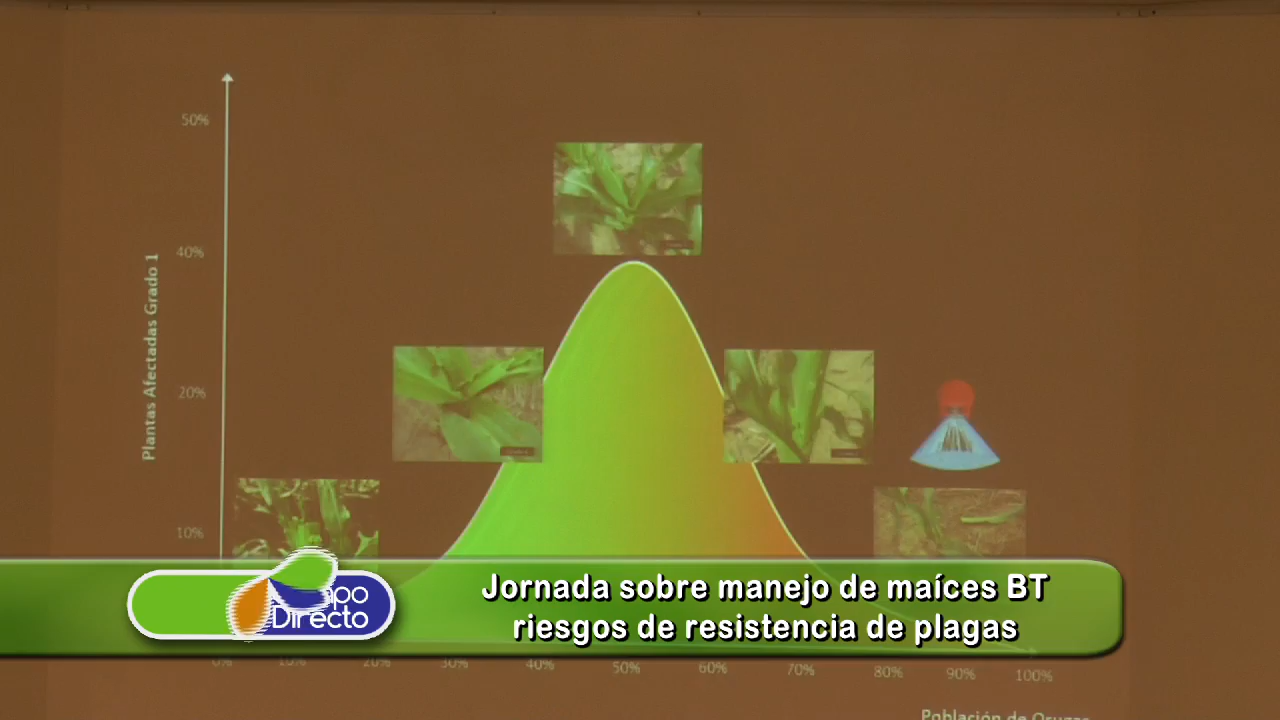 50%
40%
20%
10%
Plantas Afectadas Grado 1
Jornada sobre manejo de maíces BT
riesgos de resistencia de plagas
Directo
0% 10% 20% 30% 40% 50% 60% 70% 80% 90% 100%
Población de